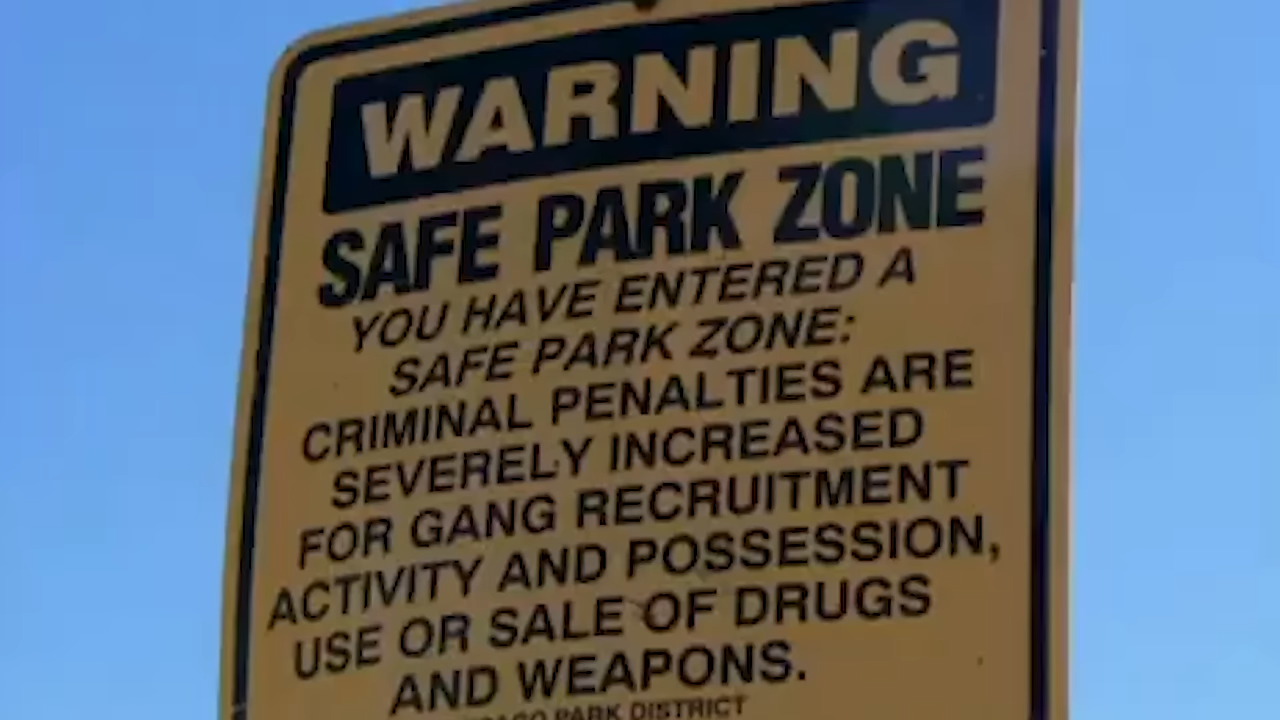 WARNING
SAFE PARK ZONE
YOU HAVE ENTERED A
SAFE PARK ZONE:
CRIMINAL PENALTIES ARE
SEVERELY INCREASED
FOR GANG RECRUITMENT
ACTIVITY AND POSSESSION,
USE OR SALE OF DRUGS
AND WEAPONS.
PARK DISTRICT